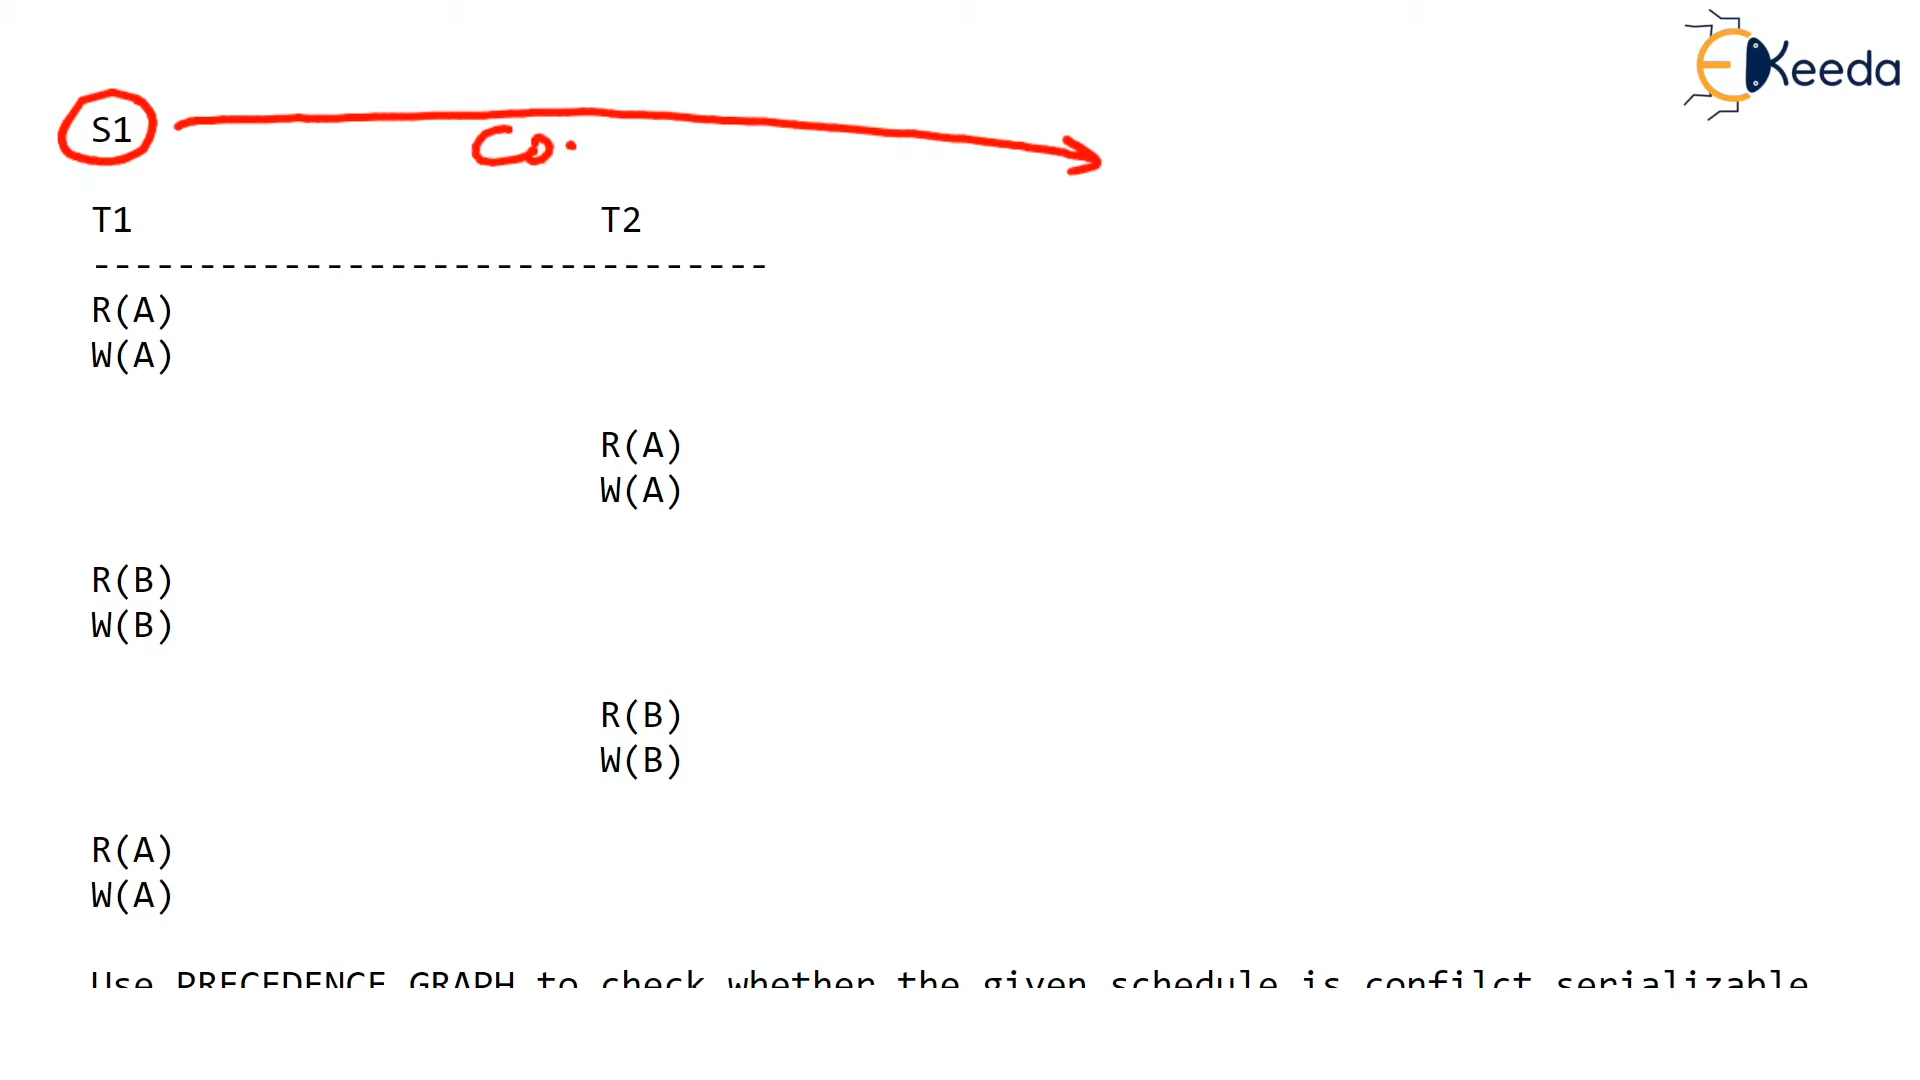 EKeeda
S1
Co.
T1 T2
--------------------------------
R(A)
W(A)
R(A)
W(A)
R(B)
W(B)
R(B)
W(B)
R(A)
W(A)
Use PRECEDENCE GRAPH to check whether the given schedule is confilct serializable